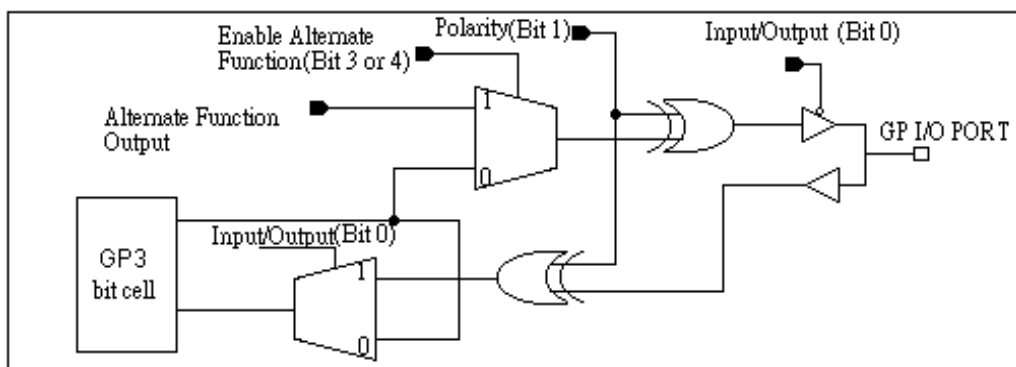 Enable Alternate
Function(Bit 3 or 4)
Polarity(Bit 1)
Input/Output (Bit 0)
Alternate Function
Output
1
0
GP I/O PORT
Input/Output(Bit 0)
GP3
bit cell
1
0